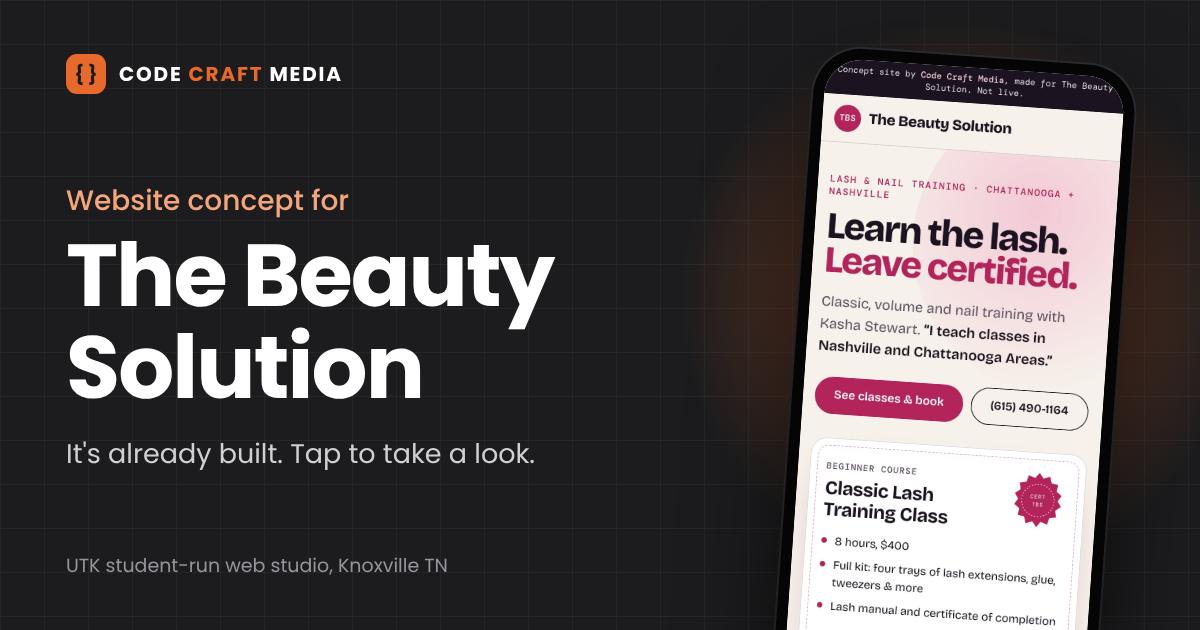 { } CODE CRAFT MEDIA
Website concept for
The Beauty
Solution
It's already built. Tap to take a look.
UTK student-run web studio, Knoxville TN
Concept site by Code Craft Media, made for The Beauty
Solution. Not live.
TBS The Beauty Solution
LASH & NAIL TRAINING · CHATTANOOGA +
NASHVILLE
Learn the lash.
Leave certified.
Classic, volume and nail training with
Kasha Stewart. "I teach classes in
Nashville and Chattanooga Areas."
See classes & book
(615) 490-1164
BEGINNER COURSE
Classic Lash
Training Class
CERT
TBS
• 8 hours, $400
• Full kit: four trays of lash extensions, glue,
tweezers & more
• Lash manual and certificate of completion